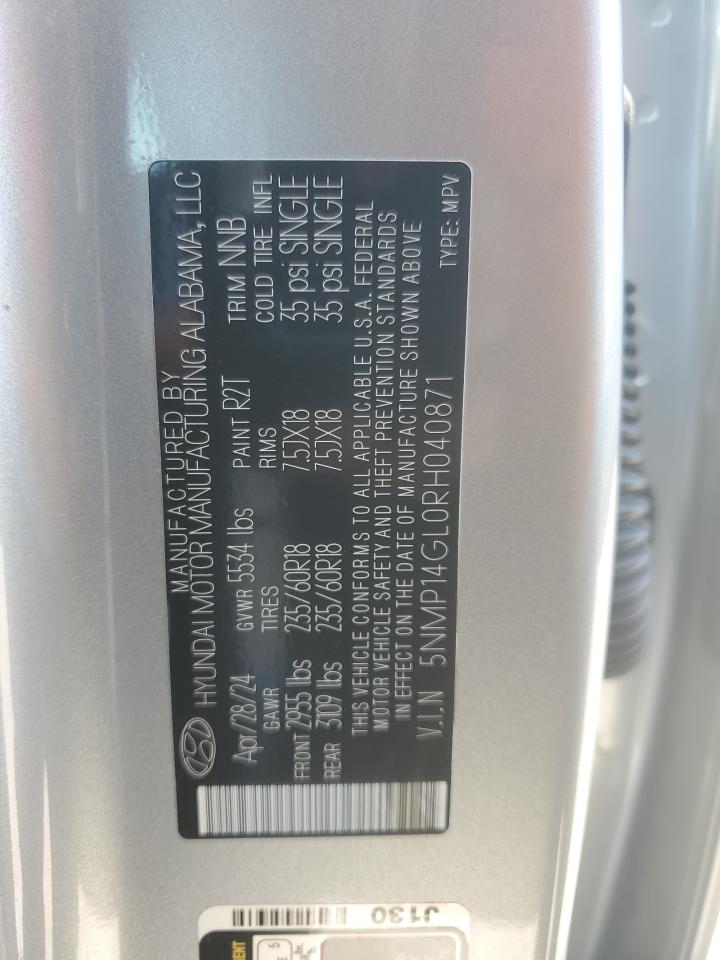 MANUFACTURED BY
HYUNDAI MOTOR MANUFACTURING ALABAMA, LLC
Apr/28/24 GVWR 5534 lbs PAINT R2T TRIM NNB
GAWR TIRES RIMS COLD TIRE INFL
FRONT 2955 lbs 235/60R18 7.5JX18 35 psi SINGLE
REAR 3109 lbs 235/60R18 7.5JX18 35 psi SINGLE
THIS VEHICLE CONFORMS TO ALL APPLICABLE U.S.A. FEDERAL
MOTOR VEHICLE SAFETY AND THEFT PREVENTION STANDARDS
IN EFFECT ON THE DATE OF MANUFACTURE SHOWN ABOVE
V.I.N 5NMP14GL0RH040871 TYPE: MPV
J130